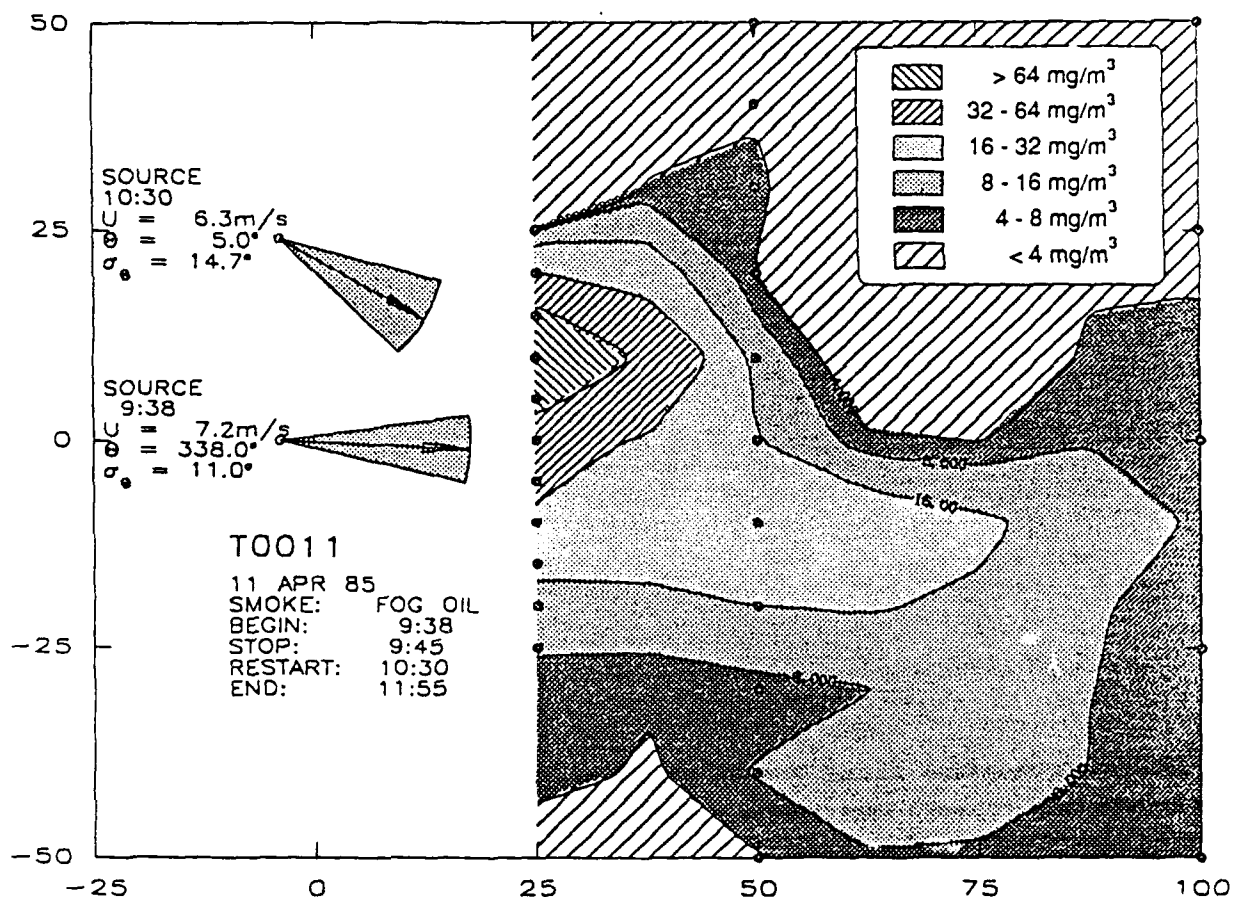 50
25
0
-25
-50
-25
0
25
50
75
100
> 64 mg/m³
32 - 64 mg/m³
16 - 32 mg/m³
8 - 16 mg/m³
4 - 8 mg/m³
< 4 mg/m³
SOURCE
10:30
U = 6.3m/s
Θ = 5.0°
σ_θ = 14.7°
SOURCE
9:38
U = 7.2m/s
Θ = 338.0°
σ_θ = 11.0°
T0011
11 APR 85
SMOKE: FOG OIL
BEGIN: 9:38
STOP: 9:45
RESTART: 10:30
END: 11:55
16.00